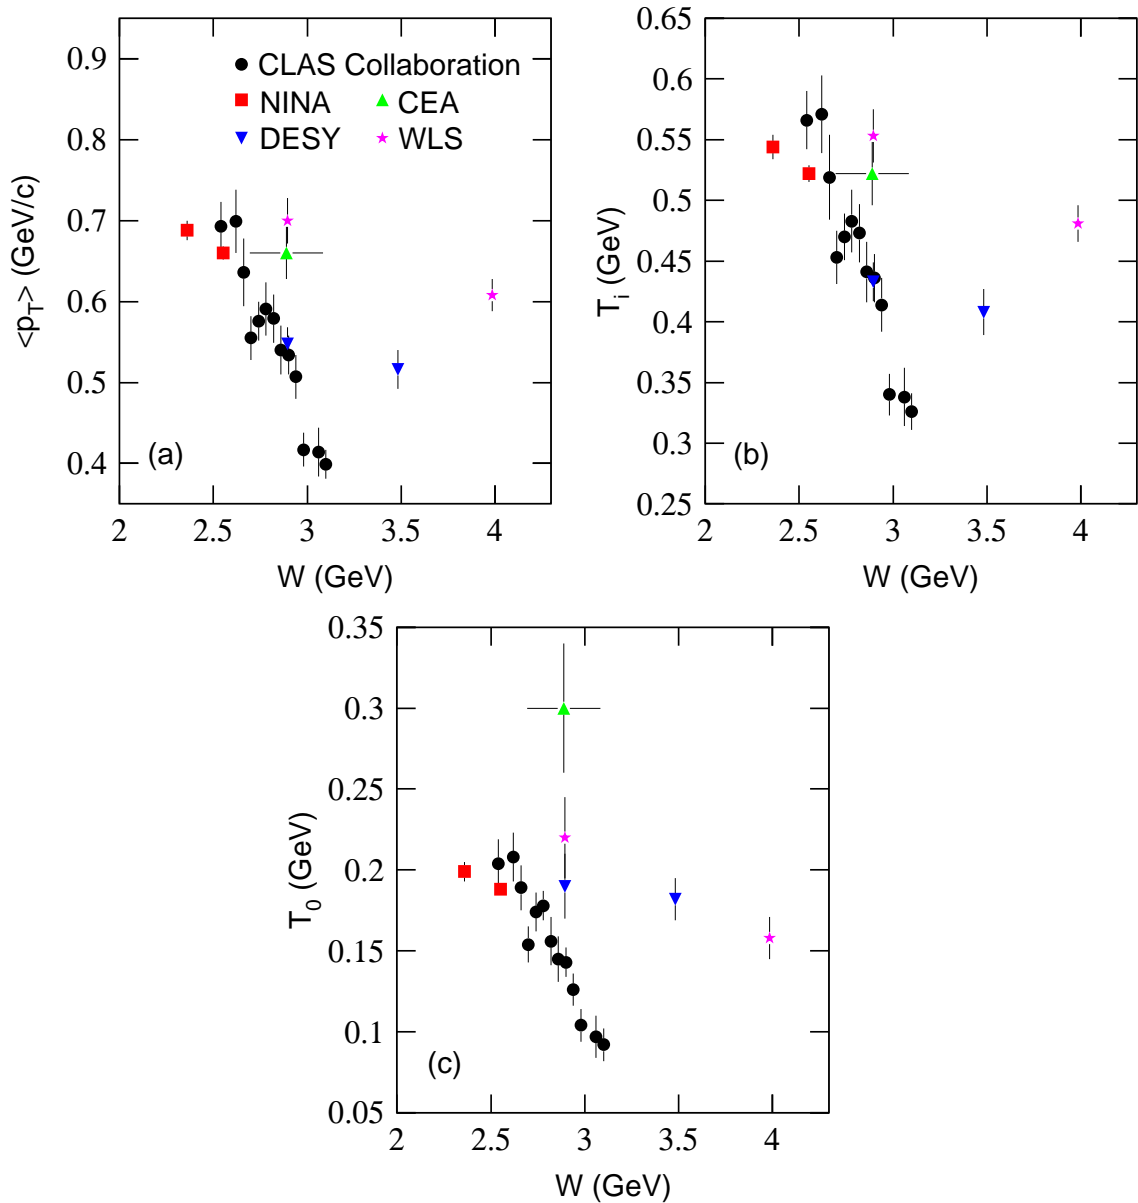 0.9
0.8
0.7
0.6
0.5
0.4
<p_T> (GeV/c)
CLAS Collaboration
NINA CEA
DESY WLS
(a)
2 2.5 3 3.5 4
W (GeV)
0.65
0.6
0.55
0.5
0.45
0.4
0.35
0.3
0.25
T_i (GeV)
(b)
2 2.5 3 3.5 4
W (GeV)
0.35
0.3
0.25
0.2
0.15
0.1
0.05
T_0 (GeV)
(c)
2 2.5 3 3.5 4
W (GeV)